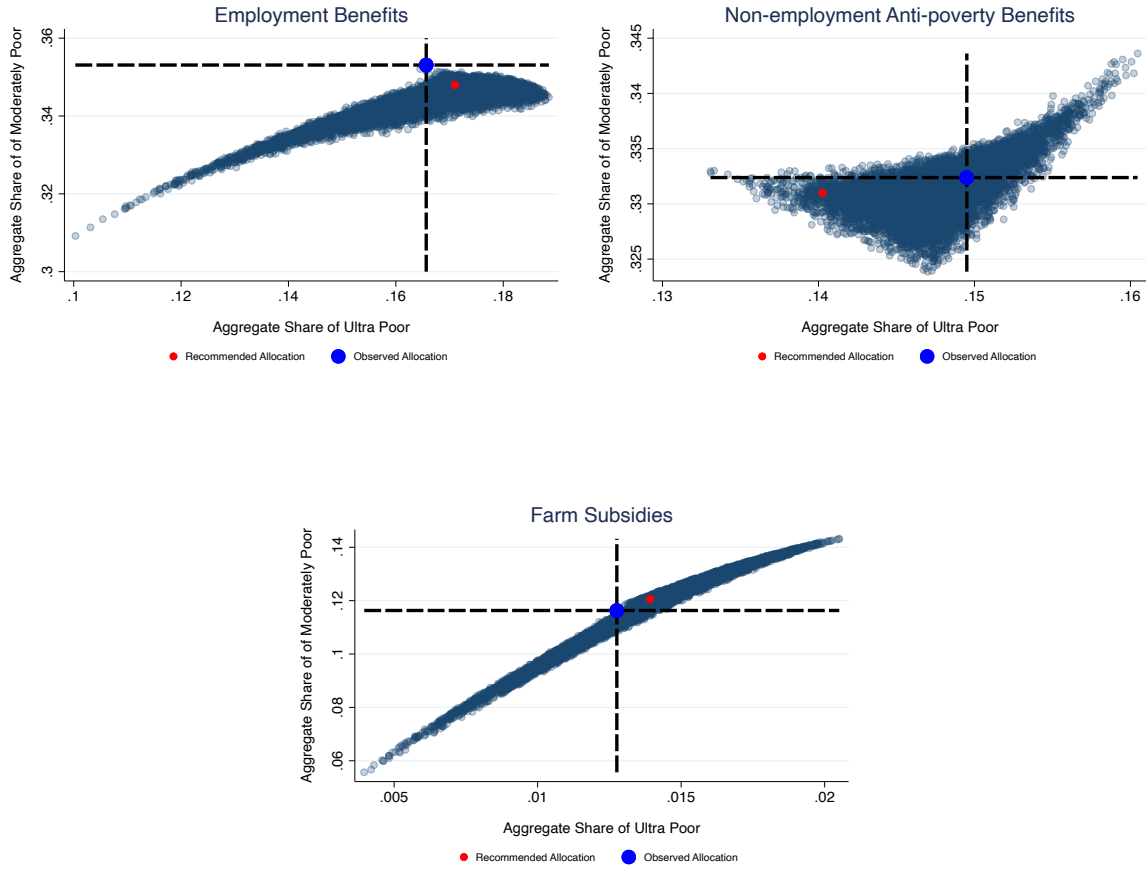 Employment Benefits
Aggregate Share of of Moderately Poor
.36
.34
.32
.3
.1 .12 .14 .16 .18
Aggregate Share of Ultra Poor
Recommended Allocation Observed Allocation
Non-employment Anti-poverty Benefits
Aggregate Share of of Moderately Poor
.345
.34
.335
.33
.325
.13 .14 .15 .16
Aggregate Share of Ultra Poor
Recommended Allocation Observed Allocation
Farm Subsidies
Aggregate Share of of Moderately Poor
.14
.12
.1
.08
.06
.005 .01 .015 .02
Aggregate Share of Ultra Poor
Recommended Allocation Observed Allocation